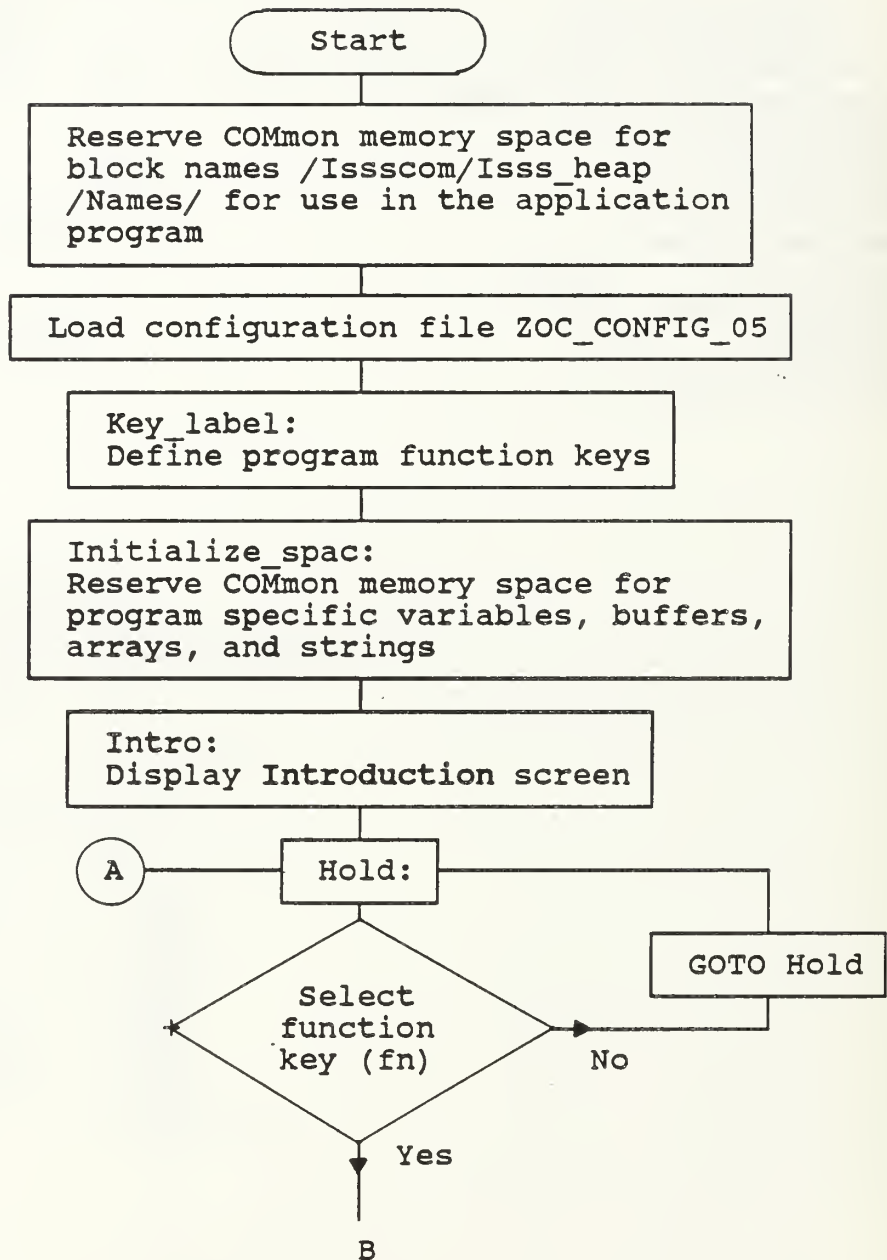 Start
Reserve COMmon memory space for
block names /Issscom/Isss_heap
/Names/ for use in the application
program
Load configuration file ZOC_CONFIG_05
Key_label:
Define program function keys
Initialize_spac:
Reserve COMmon memory space for
program specific variables, buffers,
arrays, and strings
Intro:
Display Introduction screen
A
Hold:
GOTO Hold
Select
function
key (fn)
No
Yes
B